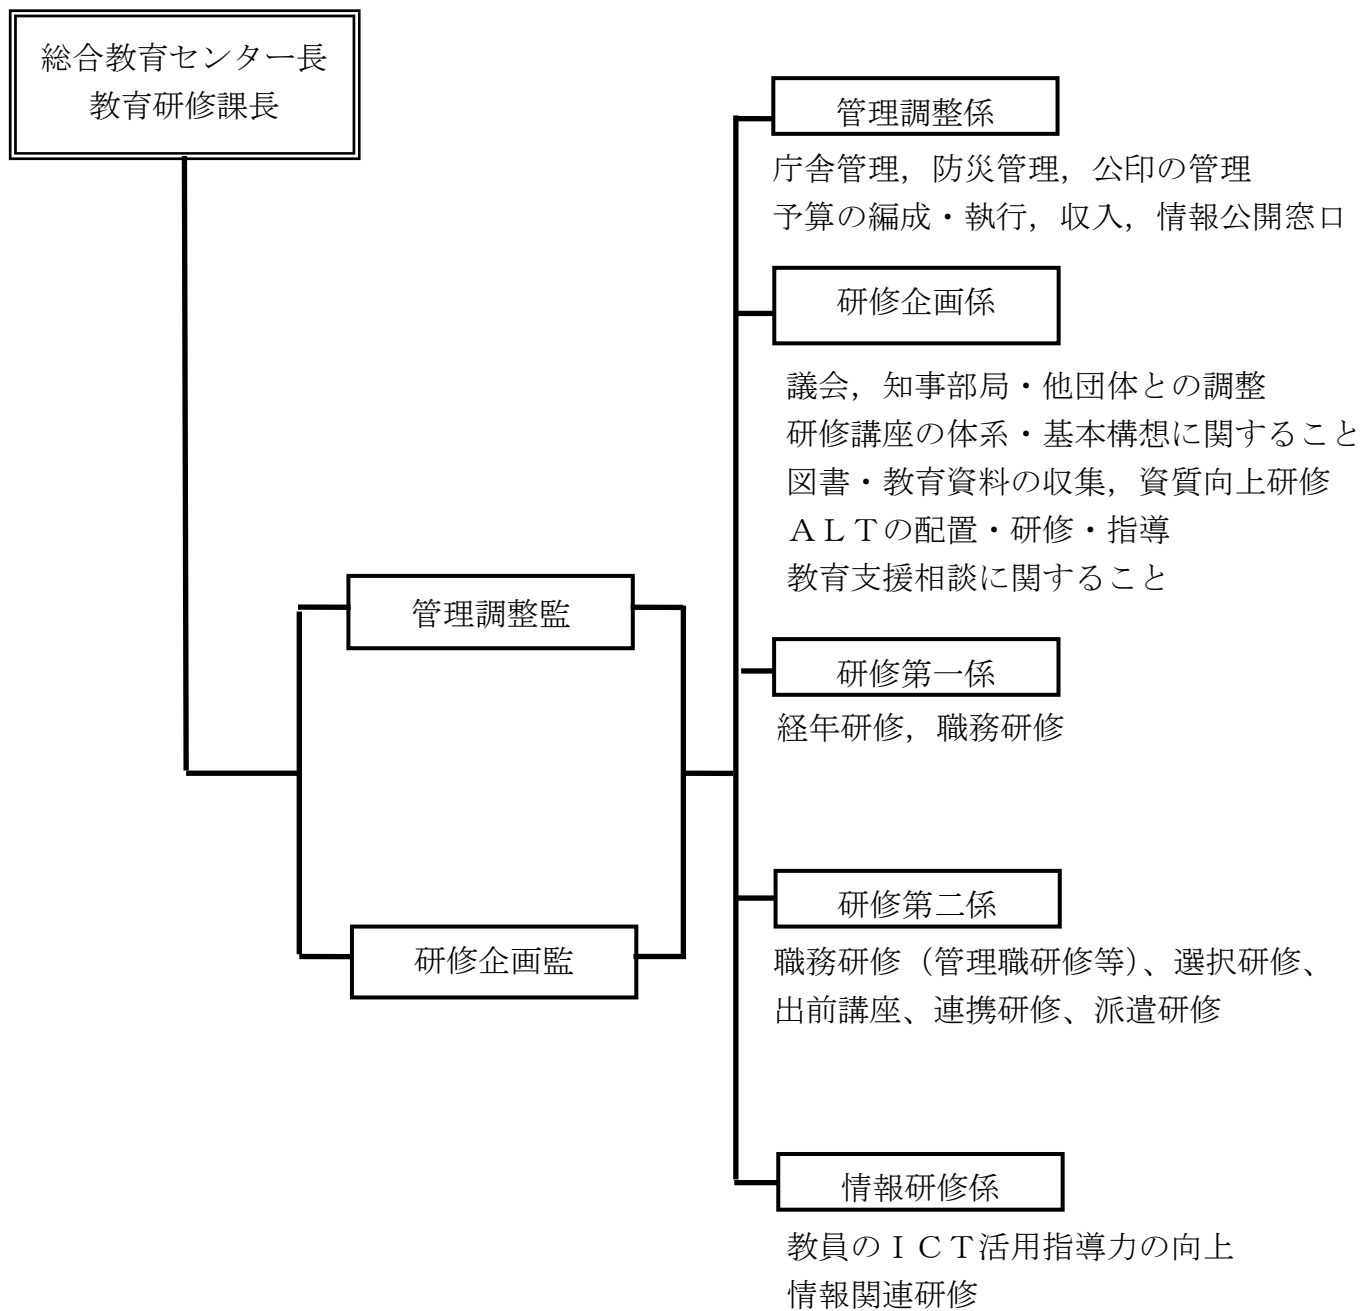 総合教育センター長
教育研修課長
管理調整監
研修企画監
管理調整係
庁舎管理，防災管理，公印の管理
予算の編成・執行，収入，情報公開窓口
研修企画係
議会，知事部局・他団体との調整
研修講座の体系・基本構想に関すること
図書・教育資料の収集，資質向上研修
ＡＬＴの配置・研修・指導
教育支援相談に関すること
研修第一係
経年研修，職務研修
研修第二係
職務研修（管理職研修等）、選択研修、
出前講座、連携研修、派遣研修
情報研修係
教員のＩＣＴ活用指導力の向上
情報関連研修